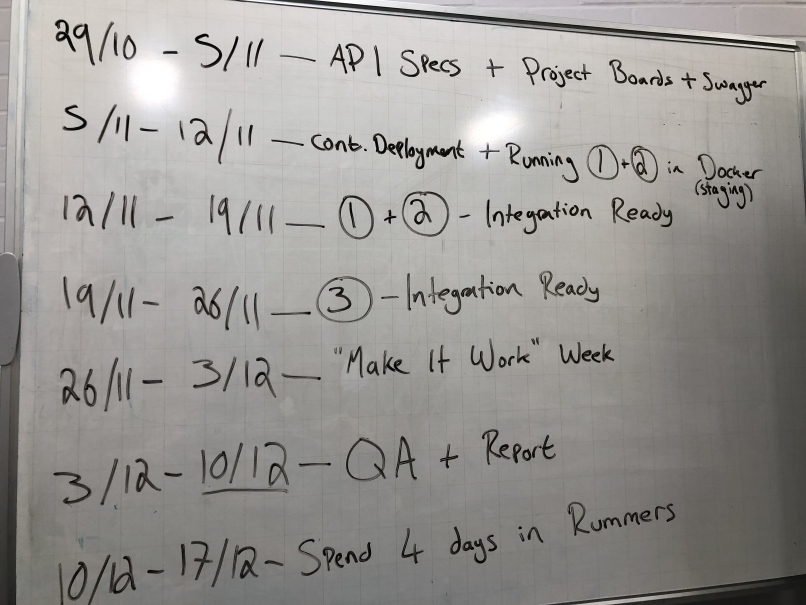 29/10 - 5/11 — API Specs + Project Boards + Swagger
5/11 - 12/11 — Cont. Deployment + Running ① + ② in Docker
(staging)
12/11 - 19/11 — ① + ② - Integration Ready
19/11 - 26/11 — ③ - Integration Ready
26/11 - 3/12 — "Make It Work" Week
3/12 - 10/12 — QA + Report
10/12 - 17/12 - Spend 4 days in Rummers